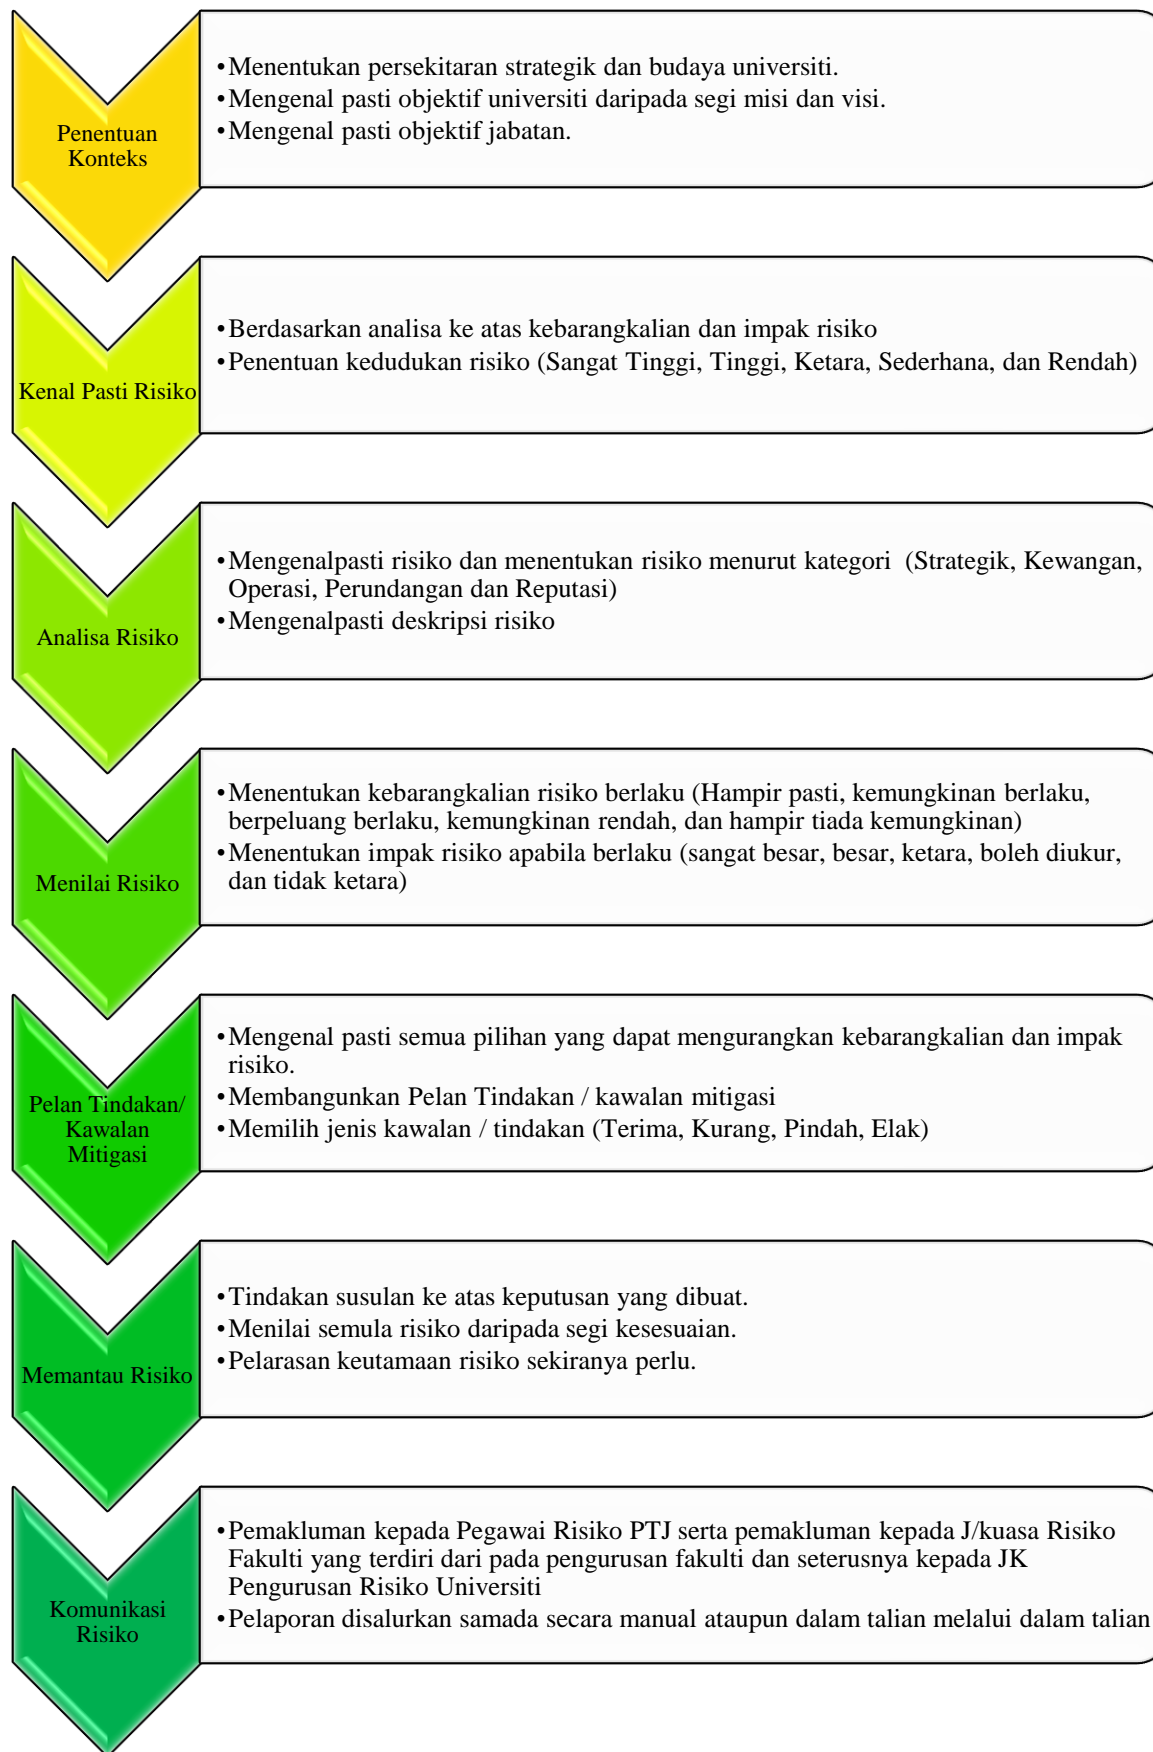 Penentuan
Konteks
•Menentukan persekitaran strategik dan budaya universiti.
•Mengenal pasti objektif universiti daripada segi misi dan visi.
•Mengenal pasti objektif jabatan.
Kenal Pasti Risiko
•Berdasarkan analisa ke atas kebarangkalian dan impak risiko
•Penentuan kedudukan risiko (Sangat Tinggi, Tinggi, Ketara, Sederhana, dan Rendah)
Analisa Risiko
•Mengenalpasti risiko dan menentukan risiko menurut kategori (Strategik, Kewangan,
Operasi, Perundangan dan Reputasi)
•Mengenalpasti deskripsi risiko
Menilai Risiko
•Menentukan kebarangkalian risiko berlaku (Hampir pasti, kemungkinan berlaku,
berpeluang berlaku, kemungkinan rendah, dan hampir tiada kemungkinan)
•Menentukan impak risiko apabila berlaku (sangat besar, besar, ketara, boleh diukur,
dan tidak ketara)
Pelan Tindakan/
Kawalan
Mitigasi
•Mengenal pasti semua pilihan yang dapat mengurangkan kebarangkalian dan impak
risiko.
•Membangunkan Pelan Tindakan / kawalan mitigasi
•Memilih jenis kawalan / tindakan (Terima, Kurang, Pindah, Elak)
Memantau Risiko
•Tindakan susulan ke atas keputusan yang dibuat.
•Menilai semula risiko daripada segi kesesuaian.
•Pelarasan keutamaan risiko sekiranya perlu.
Komunikasi
Risiko
•Pemakluman kepada Pegawai Risiko PTJ serta pemakluman kepada J/kuasa Risiko
Fakulti yang terdiri dari pada pengurusan fakulti dan seterusnya kepada JK
Pengurusan Risiko Universiti
•Pelaporan disalurkan samada secara manual ataupun dalam talian melalui dalam talian